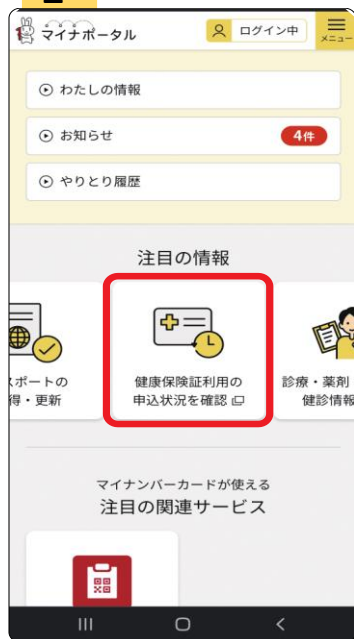 マイナポータル
ログイン中
メニュー
わたしの情報
お知らせ
4件
やりとり履歴
注目の情報
スポートの
得・更新
健康保険証利用の
申込状況を確認
診療・薬剤
健診情報
マイナンバーカードが使える
注目の関連サービス